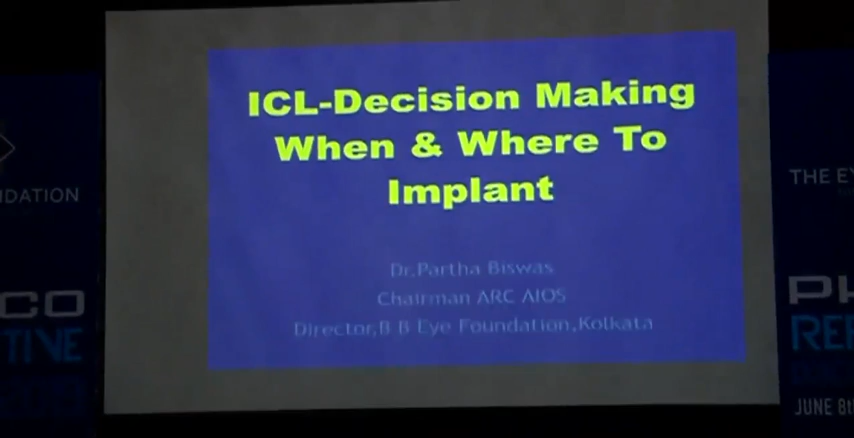 ICL-Decision Making
When & Where To
Implant
Dr,Partha Biswas
Chairman ARC AIOS
Director,B B Eye Foundation,Kolkata
DATION
CO
TIVE
THE EY
PH
REF
JUNE 8t